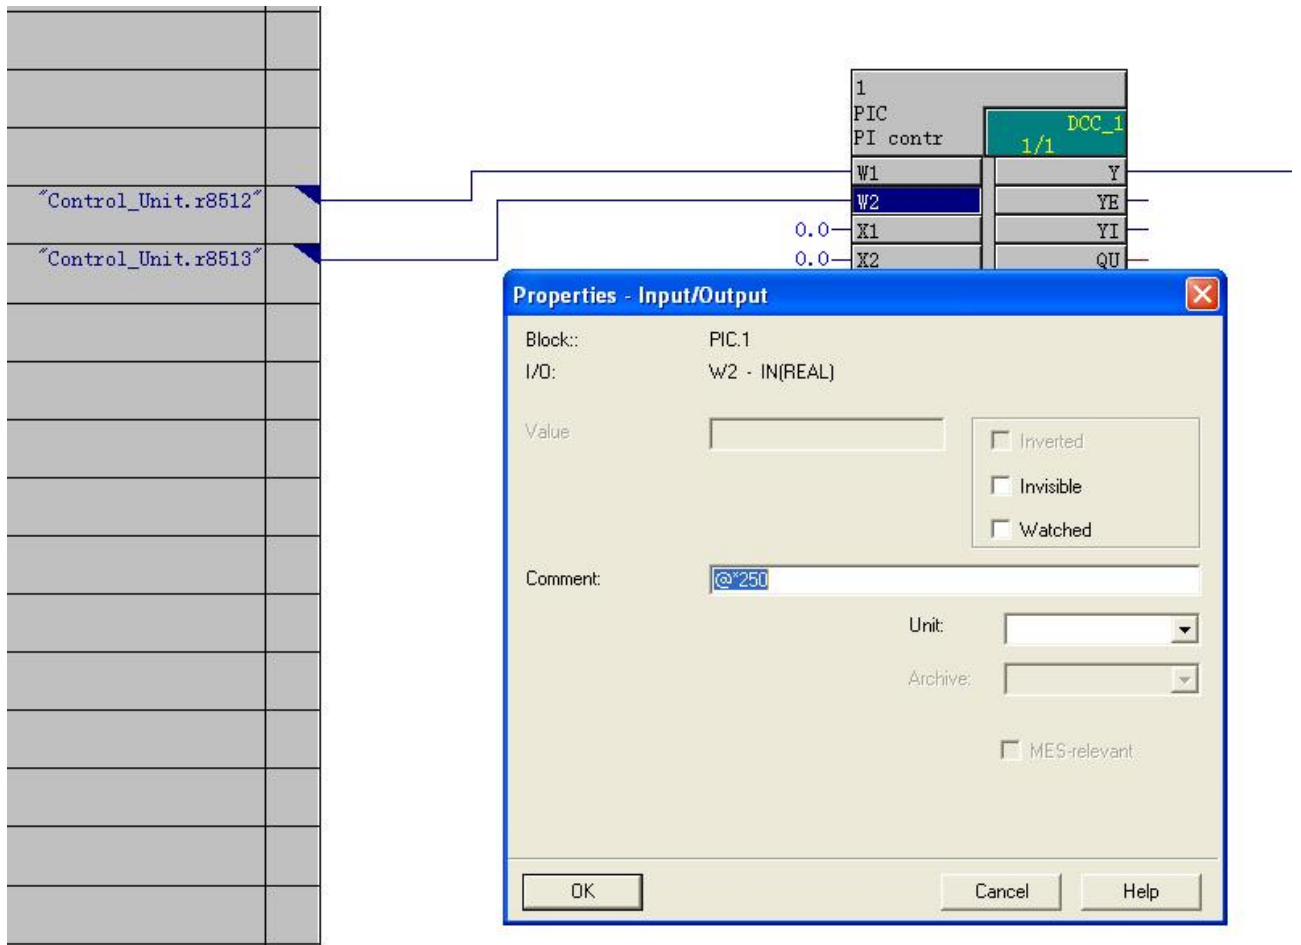 1
PIC
PI contr
DCC_1
1/1
W1 Y
"Control_Unit.r8512"
W2 YE
0.0 X1 YI
"Control_Unit.r8513"
0.0 X2 QU
Properties - Input/Output
Block:: PIC.1
I/O: W2 - IN(REAL)
Value
Inverted
Invisible
Watched
Comment: @*250
Unit:
Archive:
MES-relevant
OK Cancel Help